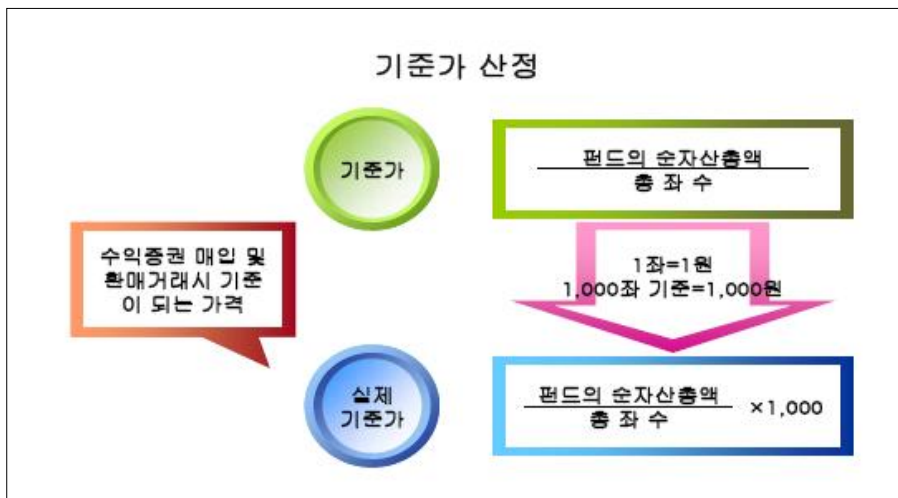 기준가 산정
기준가
펀드의 순자산총액
총 좌 수
수익증권 매입 및
환매거래시 기준
이 되는 가격
1좌=1원
1,000좌 기준=1,000원
실제
기준가
펀드의 순자산총액
총 좌 수
×1,000